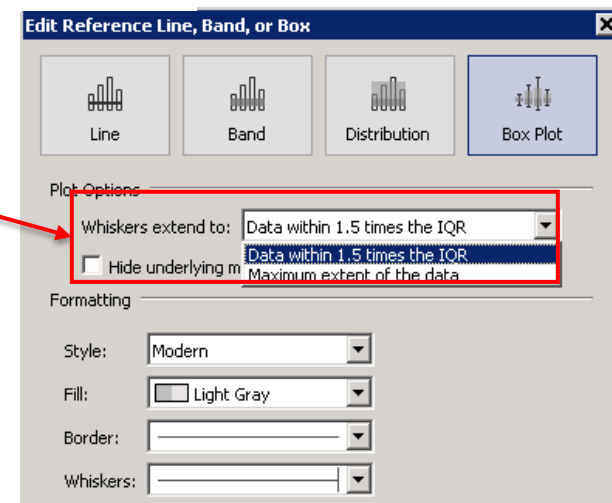 Edit Reference Line, Band, or Box
Line Band Distribution Box Plot
Plot Options
Whiskers extend to: Data within 1.5 times the IQR
Data within 1.5 times the IQR
Hide underlying m
Maximum extent of the data
Formatting
Style: Modern
Fill: Light Gray
Border:
Whiskers: